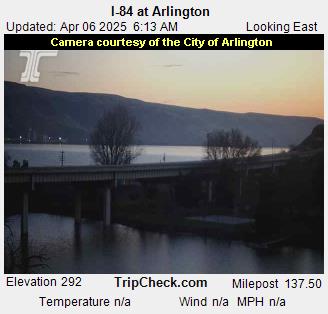 I-84 at Arlington
Updated: Apr 06 2025 6:13 AM Looking East
Camera courtesy of the City of Arlington
Elevation 292 TripCheck.com Milepost 137.50
Temperature n/a Wind n/a MPH n/a